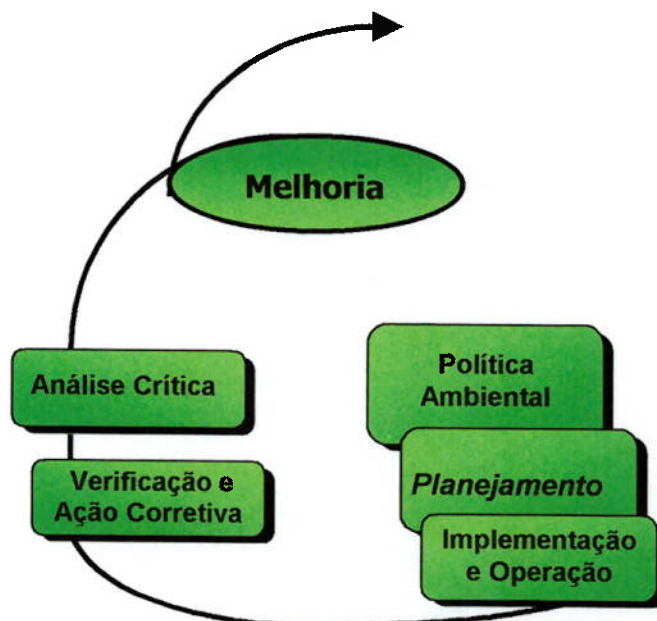 Melhoria
Análise Crítica
Política
Ambiental
Verificação e
Ação Corretiva
Planejamento
Implementação
e Operação